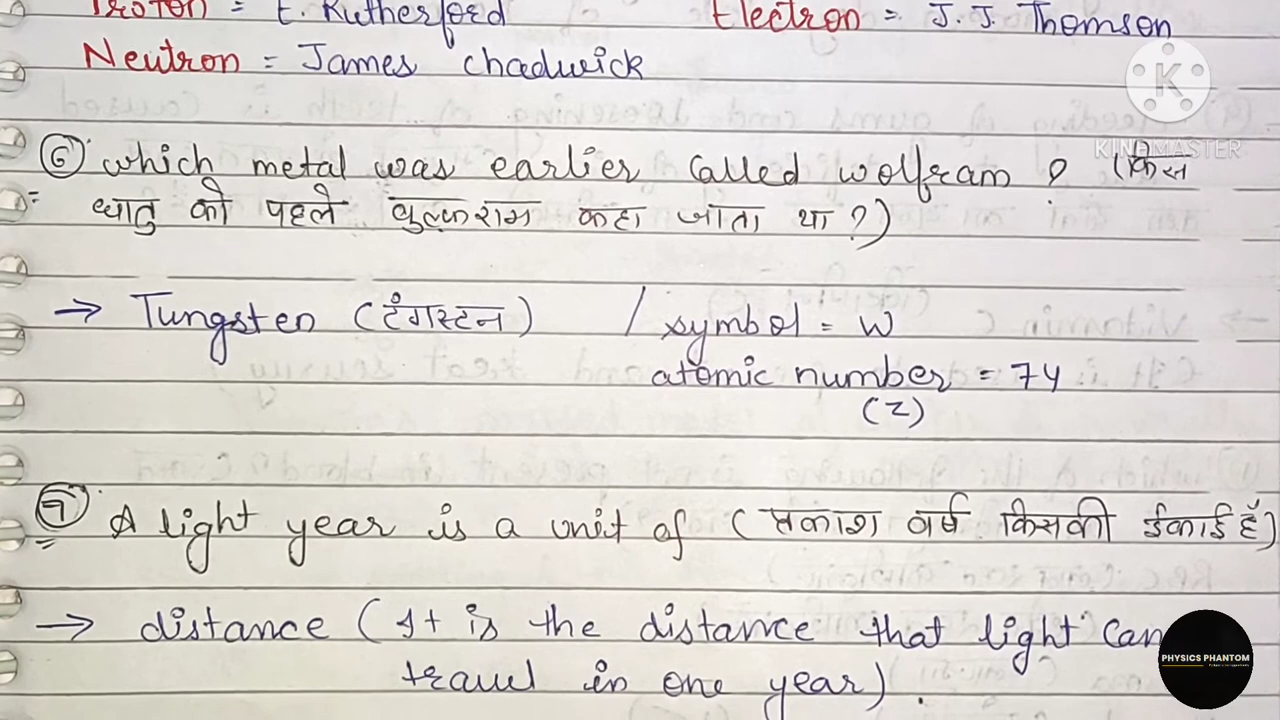 Proton = E. Rutherford Electron = J. J. Thomson
Neutron = James Chadwick
KINEMASTER
⑥ which metal was earlier called wolfram ? (किस
धातु को पहले वुल्फराम कहा जाता था?)
→ Tungsten (टंगस्टन) / symbol = W
atomic number = 74
(Z)
⑦ A light year is a unit of (प्रकाश वर्ष किसकी ईकाई है)
→ distance (It is the distance that light can
travel in one year).
PHYSICS PHANTOM